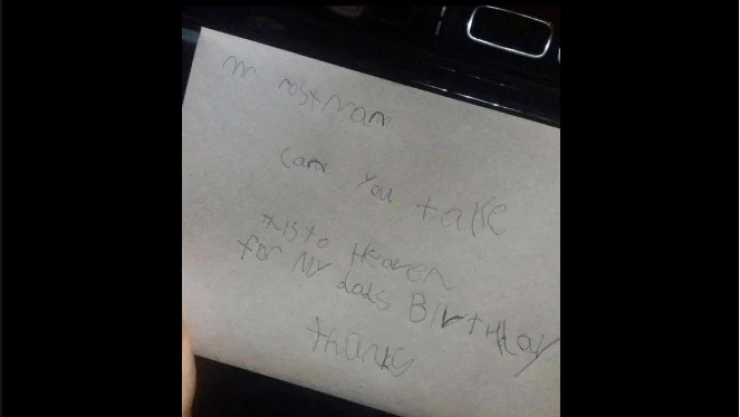 mr Postman
Can You take
this to Heaven
for My dads BIrtHday
thanks